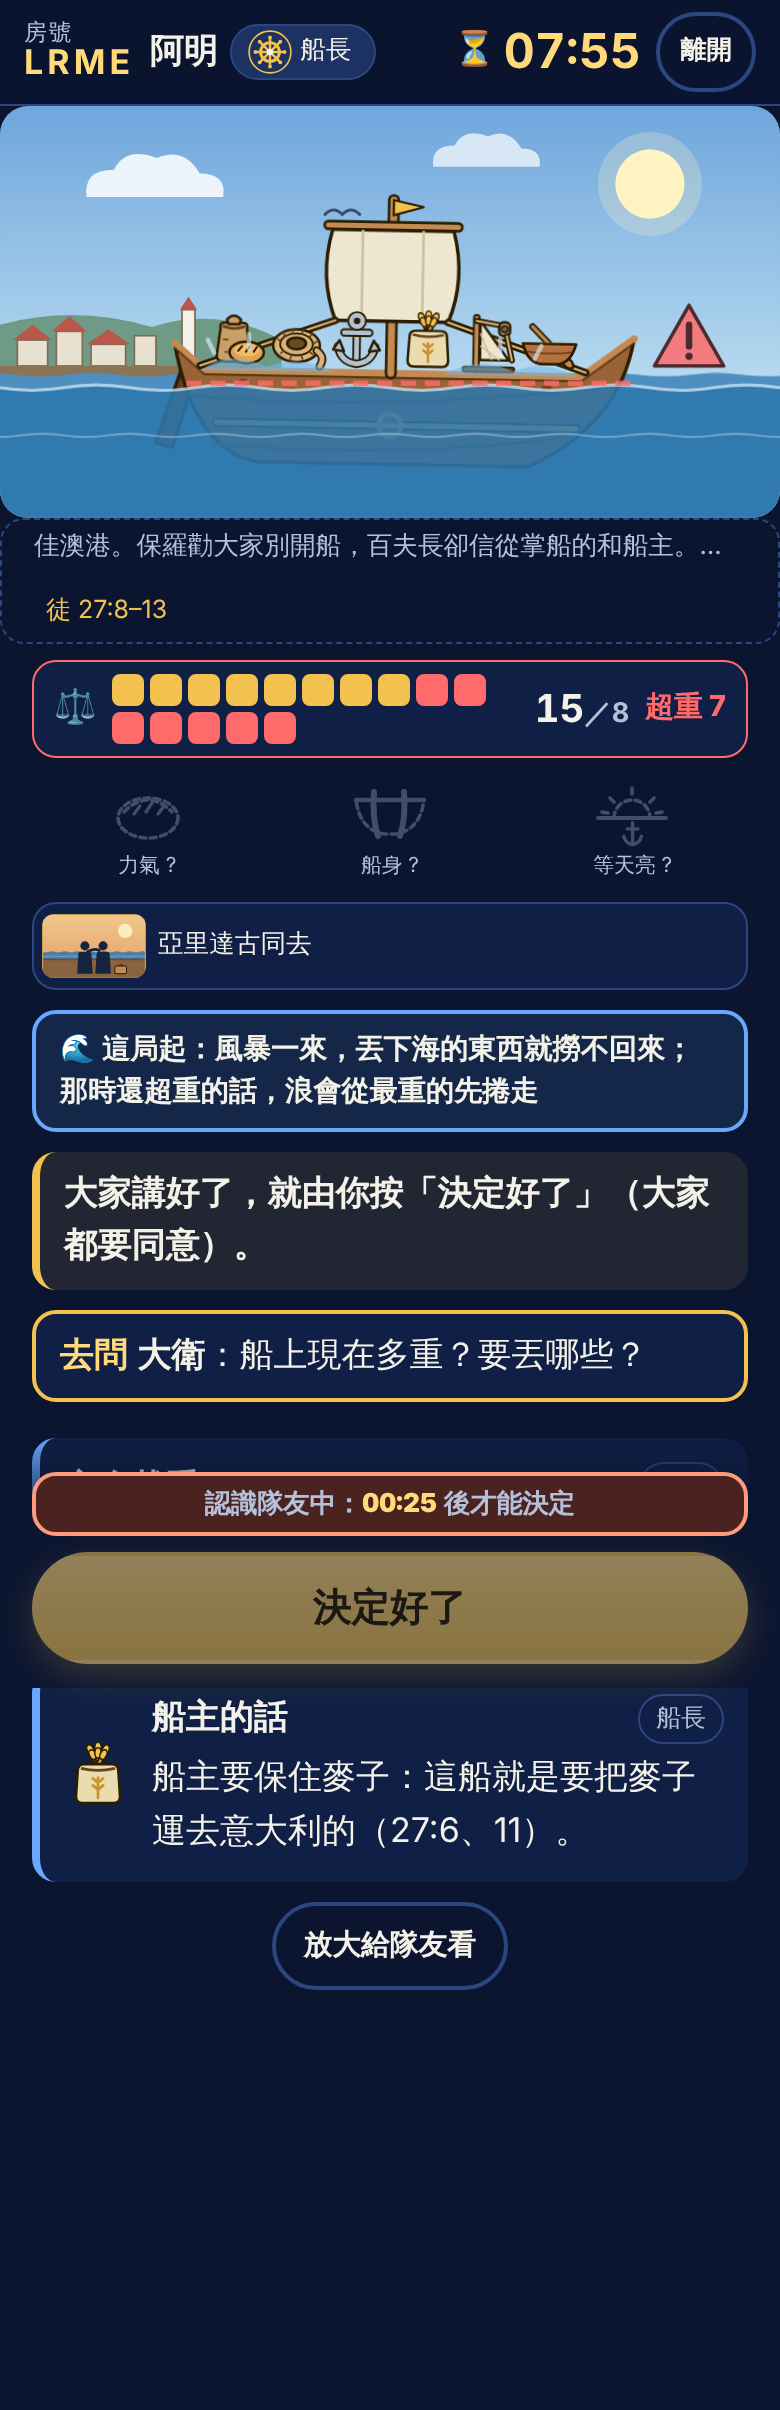 房號
LRME 阿明 船長 07:55 離開
佳澳港。保羅勸大家別開船，百夫長卻信從掌船的和船主。...
徒 27:8–13
15／8 超重 7
力氣？ 船身？ 等天亮？
亞里達古同去
這局起：風暴一來，丟下海的東西就撈不回來；
那時還超重的話，浪會從最重的先捲走
大家講好了，就由你按「決定好了」（大家
都要同意）。
去問 大衛：船上現在多重？要丟哪些？
認識隊友中：00:25 後才能決定
決定好了
船主的話 船長
船主要保住麥子：這船就是要把麥子
運去意大利的（27:6、11）。
放大給隊友看